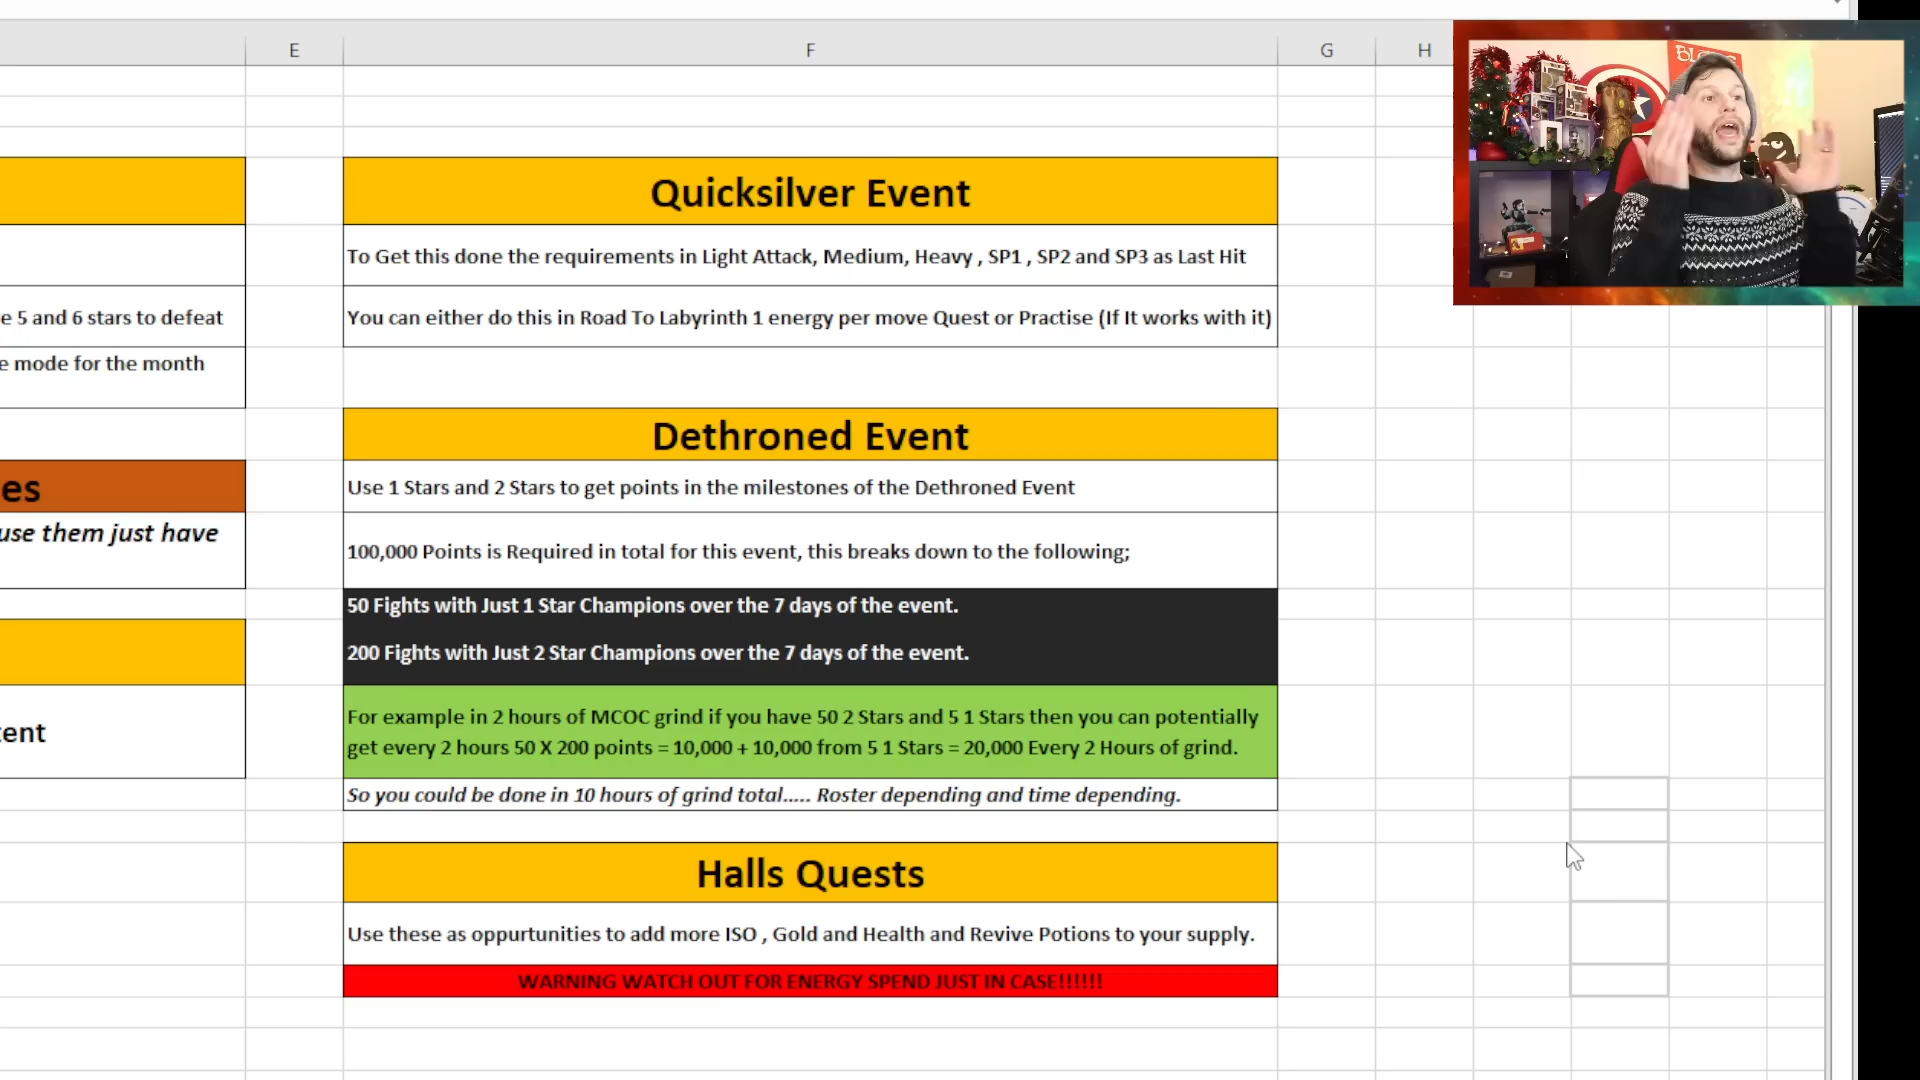 E
F
G
H
BL
Quicksilver Event
To Get this done the requirements in Light Attack, Medium, Heavy , SP1 , SP2 and SP3 as Last Hit
e 5 and 6 stars to defeat
You can either do this in Road To Labyrinth 1 energy per move Quest or Practise (If It works with it)
e mode for the month
Dethroned Event
es
Use 1 Stars and 2 Stars to get points in the milestones of the Dethroned Event
use them just have
100,000 Points is Required in total for this event, this breaks down to the following;
50 Fights with Just 1 Star Champions over the 7 days of the event.
200 Fights with Just 2 Star Champions over the 7 days of the event.
tent
For example in 2 hours of MCOC grind if you have 50 2 Stars and 5 1 Stars then you can potentially
get every 2 hours 50 X 200 points = 10,000 + 10,000 from 5 1 Stars = 20,000 Every 2 Hours of grind.
So you could be done in 10 hours of grind total..... Roster depending and time depending.
Halls Quests
Use these as oppurtunities to add more ISO , Gold and Health and Revive Potions to your supply.
WARNING WATCH OUT FOR ENERGY SPEND JUST IN CASE!!!!!!